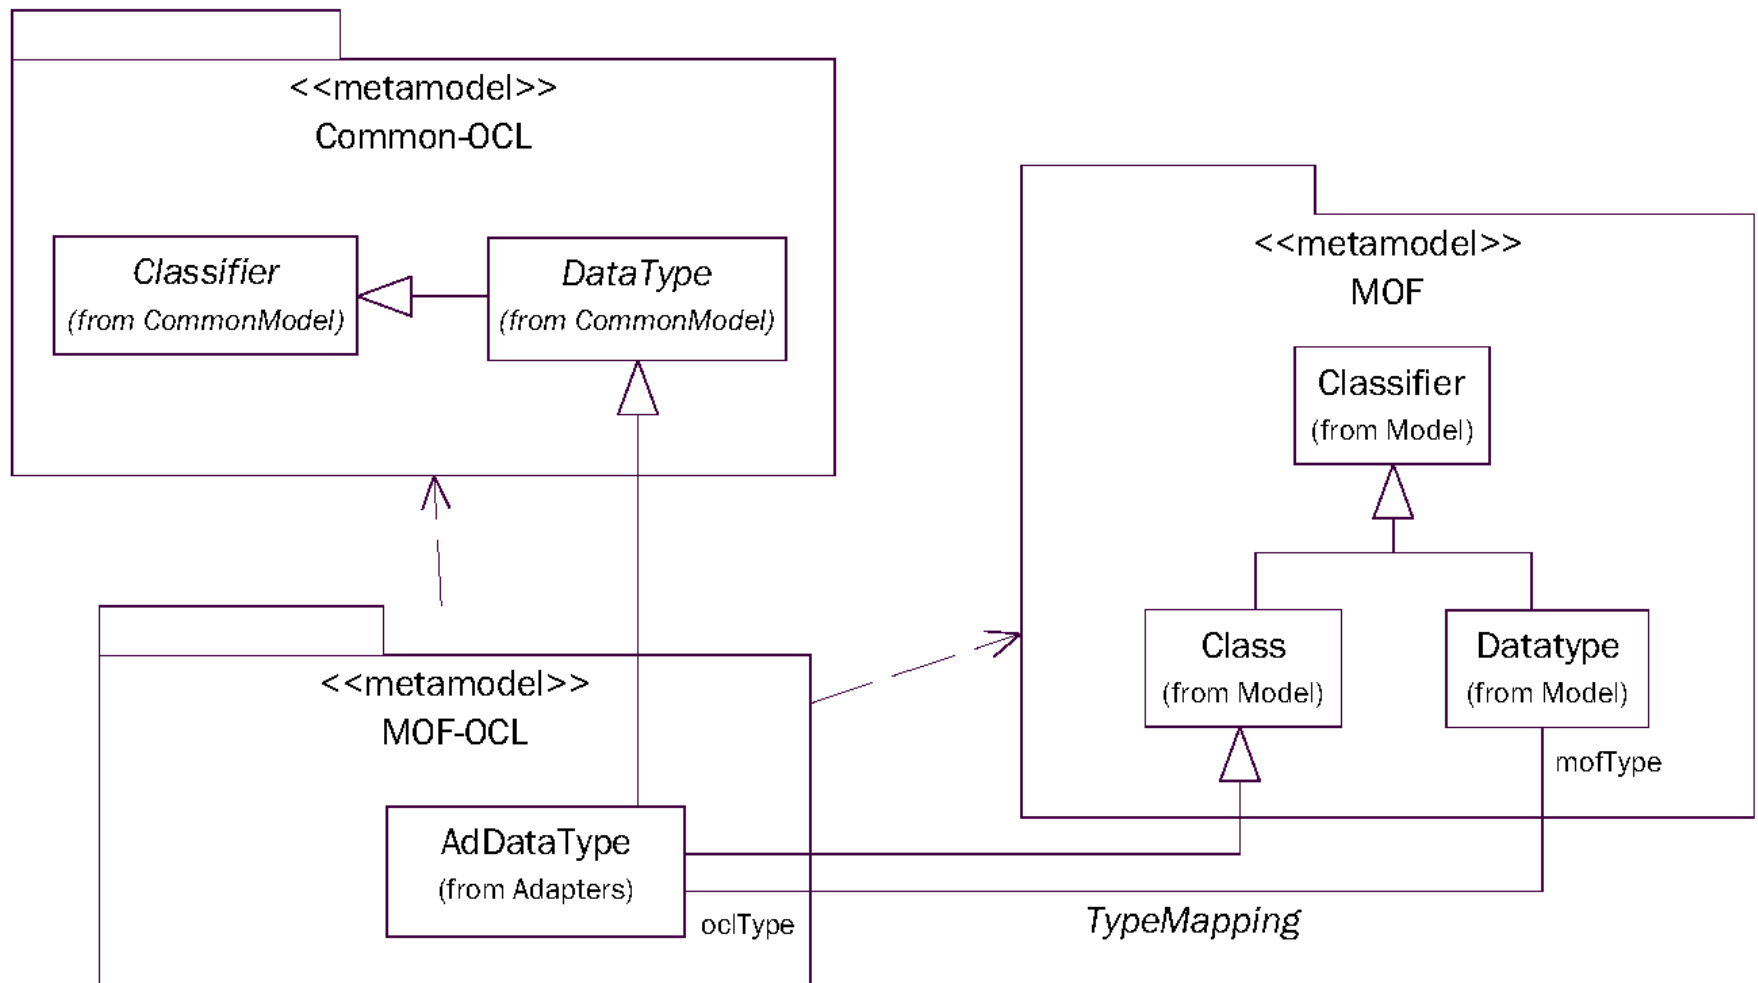 <<metamodel>>
Common-OCL
Classifier
(from CommonModel)
DataType
(from CommonModel)
<<metamodel>>
MOF
Classifier
(from Model)
Class
(from Model)
Datatype
(from Model)
mofType
<<metamodel>>
MOF-OCL
AdDataType
(from Adapters)
oclType
TypeMapping